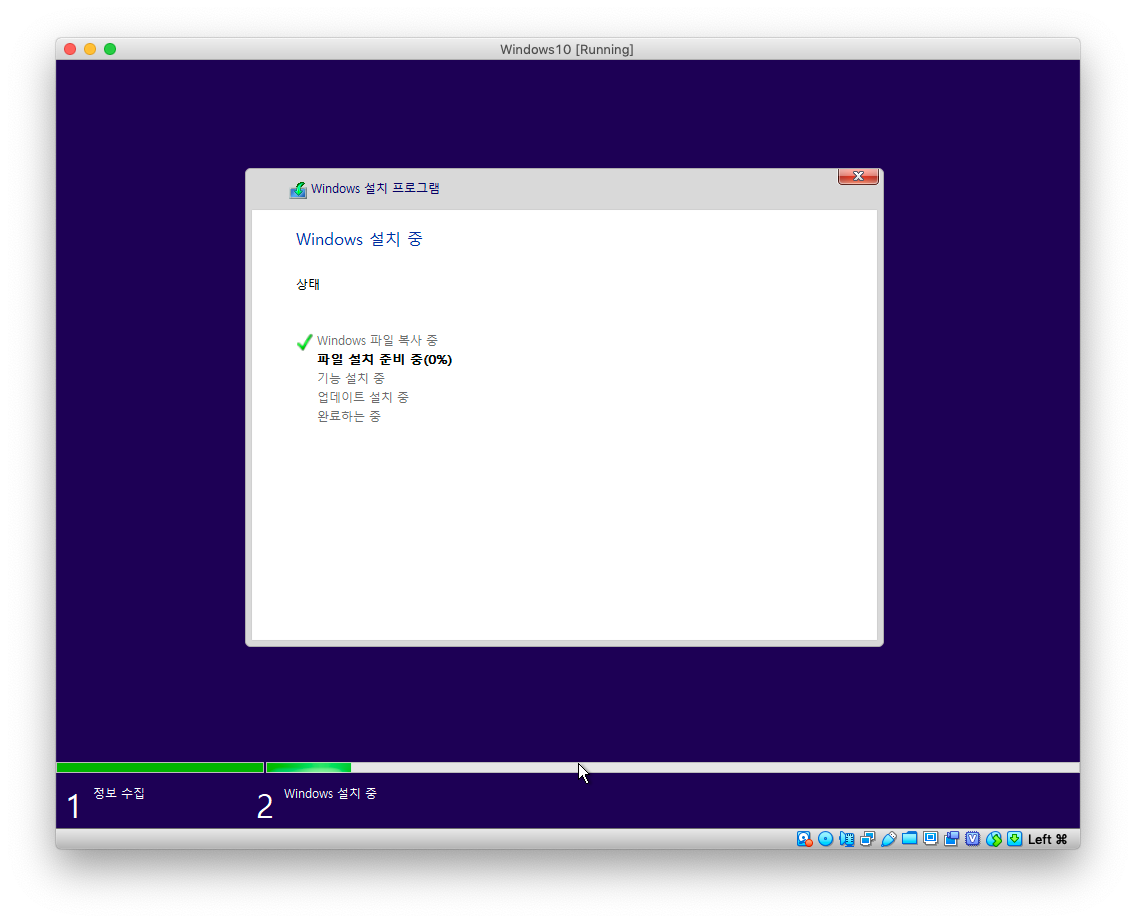 Windows10 [Running]
Windows 설치 프로그램
Windows 설치 중
상태
Windows 파일 복사 중
파일 설치 준비 중(0%)
기능 설치 중
업데이트 설치 중
완료하는 중
1 정보 수집
2 Windows 설치 중
Left ⌘